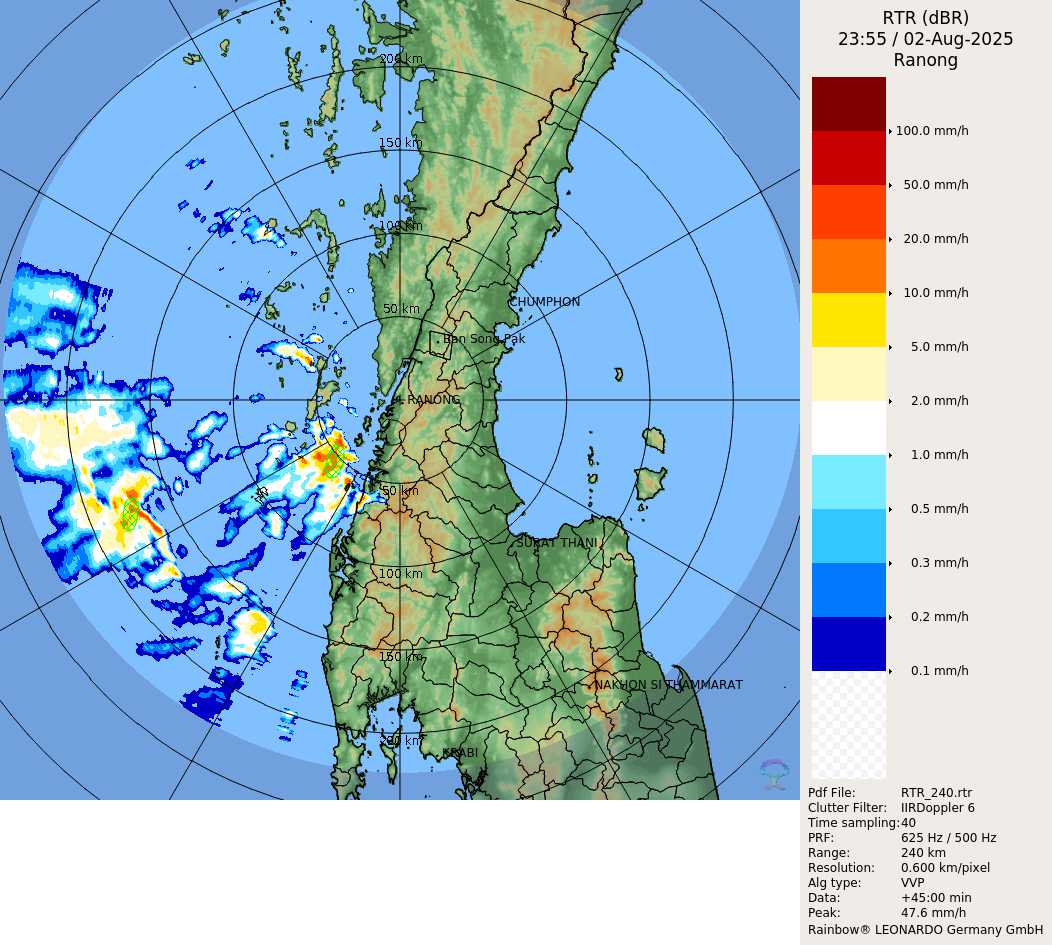 RTR (dBR)
23:55 / 02-Aug-2025
Ranong
100.0 mm/h
50.0 mm/h
20.0 mm/h
10.0 mm/h
5.0 mm/h
2.0 mm/h
1.0 mm/h
0.5 mm/h
0.3 mm/h
0.2 mm/h
0.1 mm/h
200 km
150 km
100 km
CHUMPHON
50 km
Ban Song Pak
RANONG
50 km
SURAT THANI
100 km
150 km
NAKHON SI THAMMARAT
200 km
KRABI
Pdf File: RTR_240.rtr
Clutter Filter: IIRDoppler 6
Time sampling: 40
PRF: 625 Hz / 500 Hz
Range: 240 km
Resolution: 0.600 km/pixel
Alg type: VVP
Data: +45:00 min
Peak: 47.6 mm/h
Rainbow® LEONARDO Germany GmbH